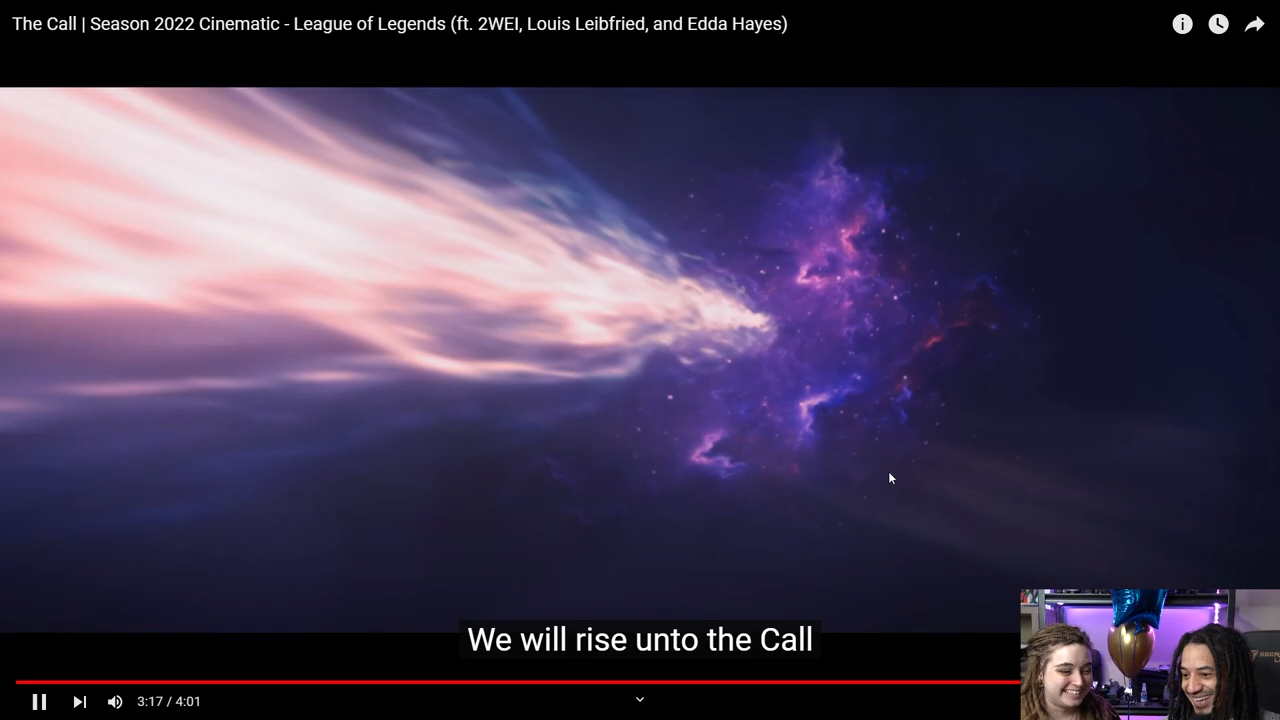 The Call | Season 2022 Cinematic - League of Legends (ft. 2WEI, Louis Leibfried, and Edda Hayes)
We will rise unto the Call
3:17 / 4:01